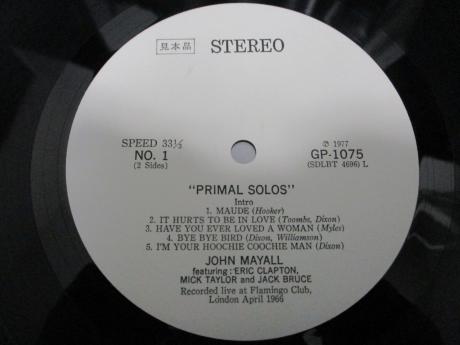 見本品 STEREO
SPEED 33⅓
NO. 1
(2 Sides)
℗ 1977
GP-1075
(SDLBT 4696) L
"PRIMAL SOLOS"
Intro
1. MAUDE (Hooker)
2. IT HURTS TO BE IN LOVE (Toombs, Dixon)
3. HAVE YOU EVER LOVED A WOMAN (Myles)
4. BYE BYE BIRD (Dixon, Williamson)
5. I'M YOUR HOOCHIE COOCHIE MAN (Dixon)
JOHN MAYALL
featuring: ERIC CLAPTON,
MICK TAYLOR and JACK BRUCE
Recorded live at Flamingo Club,
London April 1966